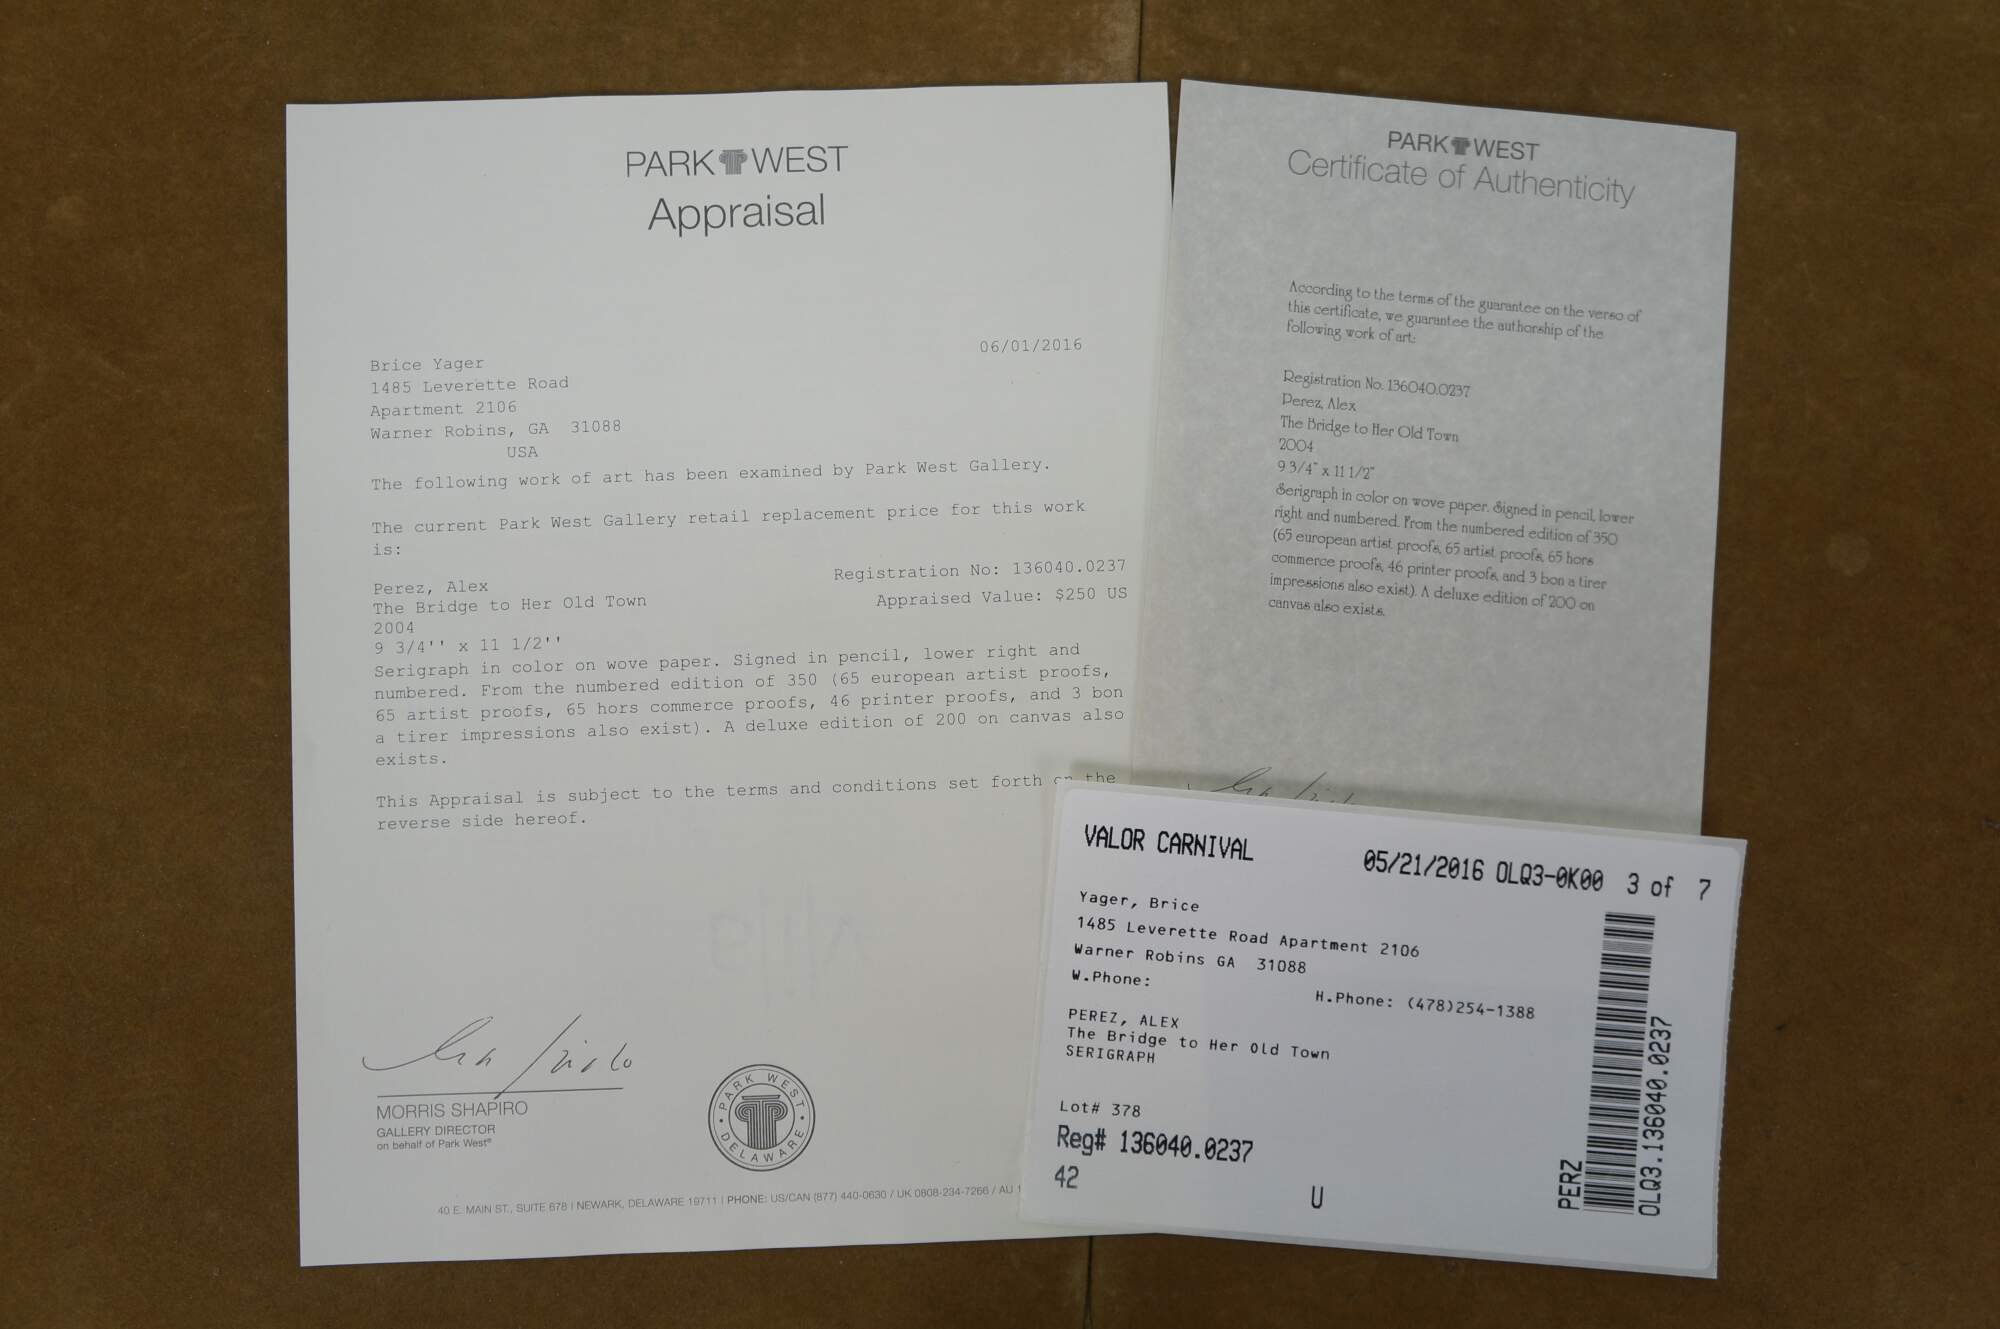 PARK WEST
Appraisal
06/01/2016
Brice Yager
1485 Leverette Road
Apartment 2106
Warner Robins, GA 31088
USA
The following work of art has been examined by Park West Gallery.
The current Park West Gallery retail replacement price for this work
is:
Registration No: 136040.0237
Perez, Alex
Appraised Value: $250 US
The Bridge to Her Old Town
2004
9 3/4'' x 11 1/2''
Serigraph in color on wove paper. Signed in pencil, lower right and
numbered. From the numbered edition of 350 (65 european artist proofs,
65 artist proofs, 65 hors commerce proofs, 46 printer proofs, and 3 bon
a tirer impressions also exist). A deluxe edition of 200 on canvas also
exists.
This Appraisal is subject to the terms and conditions set forth on the
reverse side hereof.
MORRIS SHAPIRO
GALLERY DIRECTOR
on behalf of Park West®
PARK WEST
DELAWARE
40 E. MAIN ST., SUITE 678 | NEWARK, DELAWARE 19711 | PHONE: US/CAN (877) 440-0630 / UK 0808-234-7266 / AU
PARK WEST
Certificate of Authenticity
According to the terms of the guarantee on the verso of
this certificate, we guarantee the authorship of the
following work of art:
Registration No. 136040.0237
Perez, Alex
The Bridge to Her Old Town
2004
9 3/4" x 11 1/2"
Serigraph in color on wove paper. Signed in pencil, lower
right and numbered. From the numbered edition of 350
(65 european artist proofs, 65 artist proofs, 65 hors
commerce proofs, 46 printer proofs, and 3 bon a tirer
impressions also exist). A deluxe edition of 200 on
canvas also exists.
VALOR CARNIVAL
05/21/2016 OLQ3-0K00 3 of 7
Yager, Brice
1485 Leverette Road Apartment 2106
Warner Robins GA 31088
W.Phone:
H.Phone: (478)254-1388
PEREZ, ALEX
The Bridge to Her Old Town
SERIGRAPH
Lot# 378
Reg# 136040.0237
42
U
PERZ
OLQ3.136040.0237